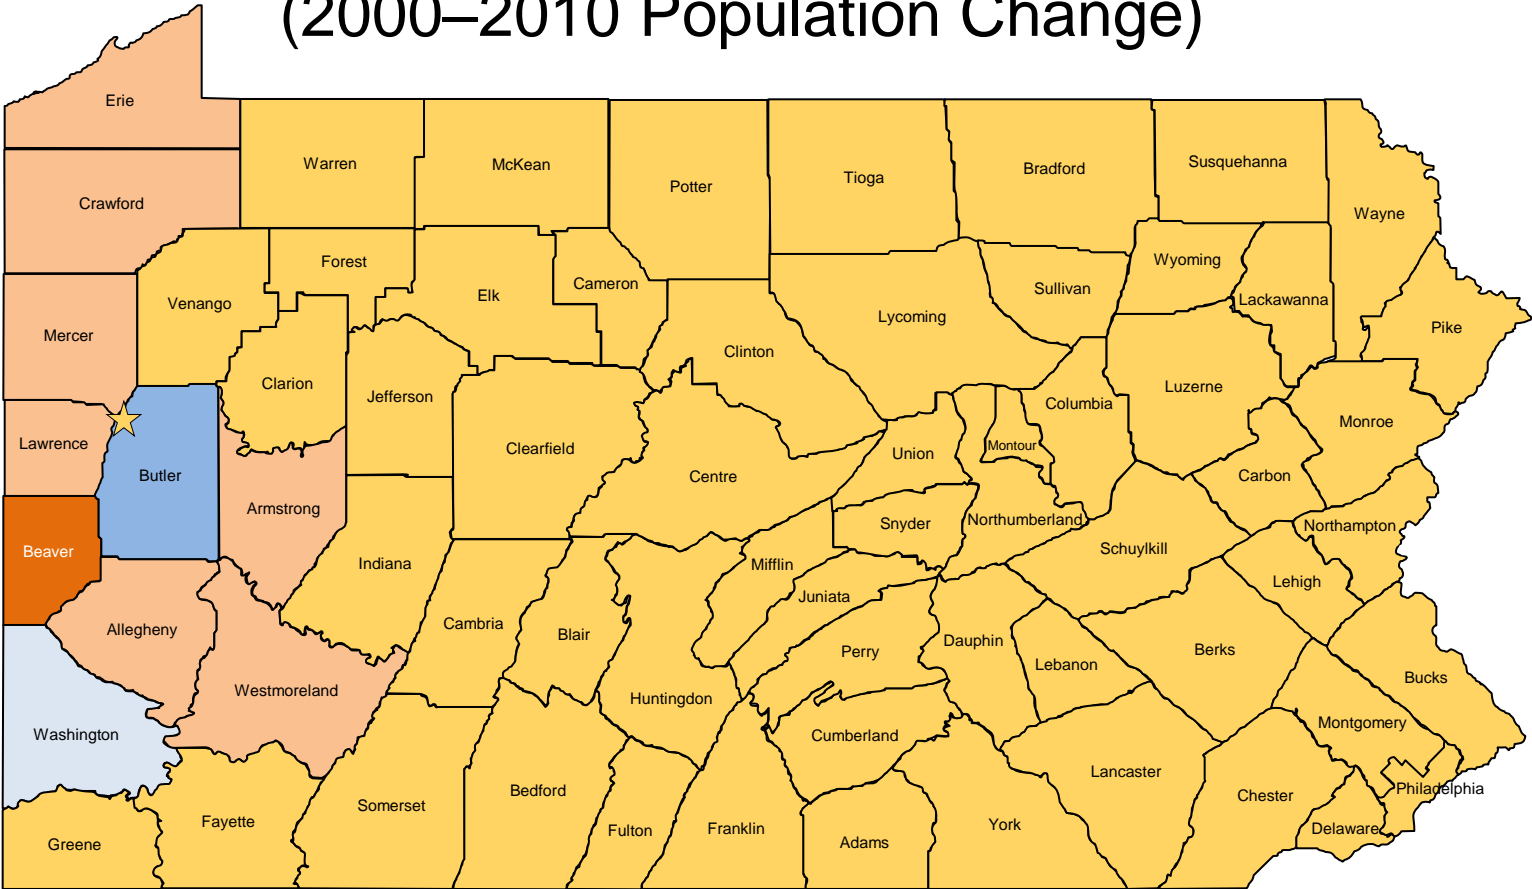 (2000–2010 Population Change)
Erie
Warren
McKean
Potter
Tioga
Bradford
Susquehanna
Wayne
Crawford
Forest
Venango
Elk
Cameron
Lycoming
Sullivan
Wyoming
Lackawanna
Pike
Mercer
Clarion
Jefferson
Clinton
Columbia
Luzerne
Monroe
Lawrence
Butler
Clearfield
Centre
Union
Montour
Carbon
Armstrong
Snyder
Northumberland
Northampton
Beaver
Indiana
Mifflin
Schuylkill
Lehigh
Juniata
Allegheny
Cambria
Blair
Perry
Dauphin
Lebanon
Berks
Bucks
Westmoreland
Huntingdon
Washington
Cumberland
Montgomery
Lancaster
Bedford
Somerset
Chester
Philadelphia
Greene
Fayette
Fulton
Franklin
Adams
York
Delaware